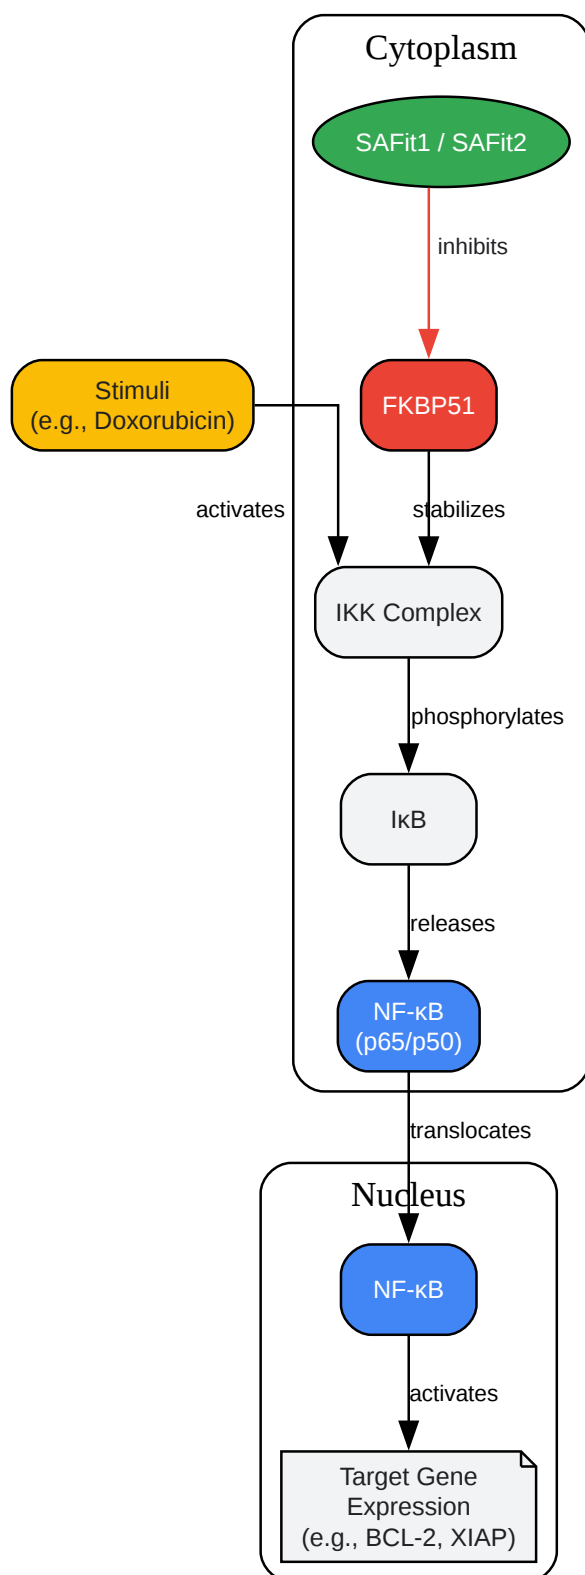 Cytoplasm
SAFit1 / SAFit2
inhibits
Stimuli
(e.g., Doxorubicin)
FKBP51
activates
stabilizes
IKK Complex
phosphorylates
IκB
releases
NF-κB
(p65/p50)
translocates
Nucleus
NF-κB
activates
Target Gene
Expression
(e.g., BCL-2, XIAP)